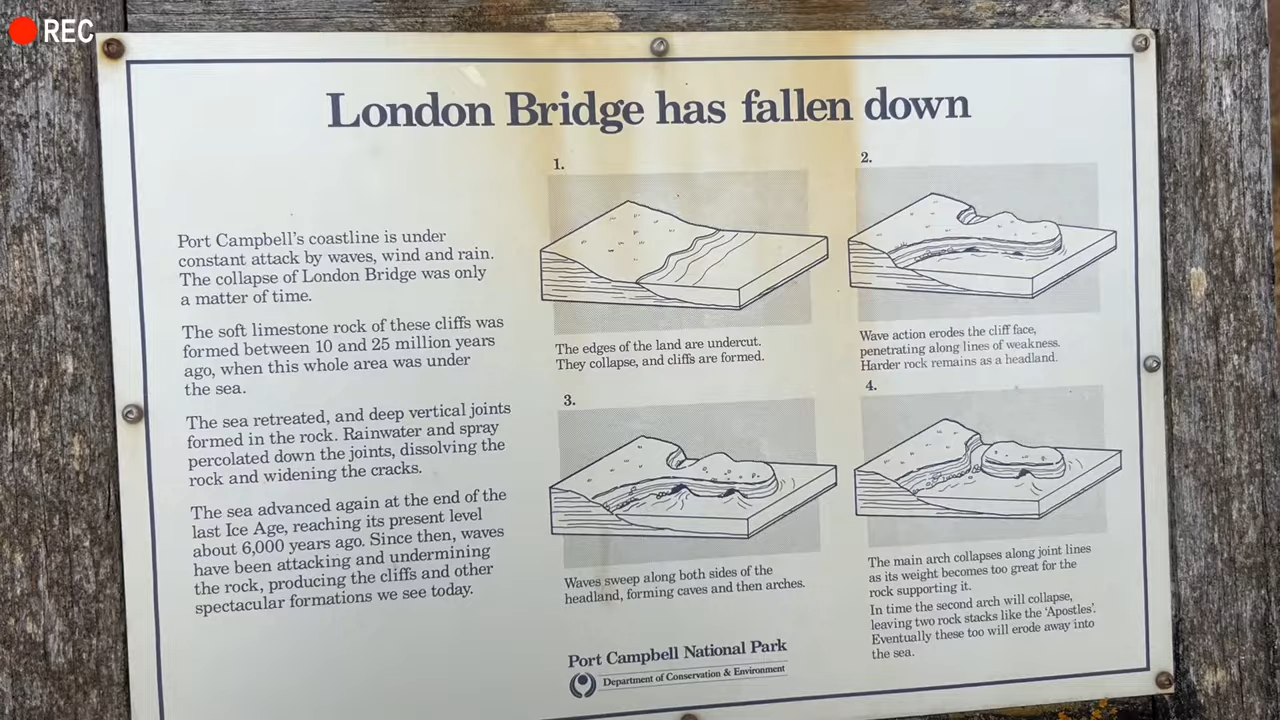 REC
London Bridge has fallen down
Port Campbell's coastline is under
constant attack by waves, wind and rain.
The collapse of London Bridge was only
a matter of time.
The soft limestone rock of these cliffs was
formed between 10 and 25 million years
ago, when this whole area was under
the sea.
The sea retreated, and deep vertical joints
formed in the rock. Rainwater and spray
percolated down the joints, dissolving the
rock and widening the cracks.
The sea advanced again at the end of the
last Ice Age, reaching its present level
about 6,000 years ago. Since then, waves
have been attacking and undermining
the rock, producing the cliffs and other
spectacular formations we see today.
1.
The edges of the land are undercut.
They collapse, and cliffs are formed.
2.
Wave action erodes the cliff face,
penetrating along lines of weakness.
Harder rock remains as a headland.
3.
Waves sweep along both sides of the
headland, forming caves and then arches.
4.
The main arch collapses along joint lines
as its weight becomes too great for the
rock supporting it.
In time the second arch will collapse,
leaving two rock stacks like the 'Apostles'.
Eventually these too will erode away into
the sea.
Port Campbell National Park
Department of Conservation & Environment